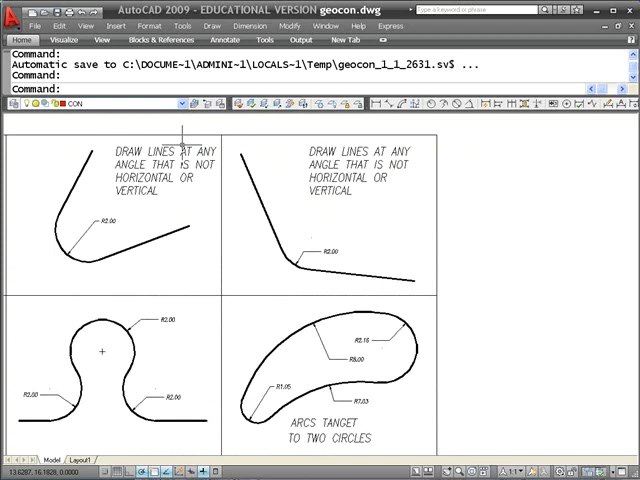 AutoCAD 2009 - EDUCATIONAL VERSION geocon.dwg
Type a keyword or phrase
File Edit View Insert Format Tools Draw Dimension Modify Window Help Express
Home Visualize Blocks & References Annotate Tools Output New Tab
Command:
Automatic save to C:\DOCUME~1\ADMINI~1\LOCALS~1\Temp\geocon_1_1_2631.sv$ ...
Command:
Command:
CON
DRAW LINES AT ANY
ANGLE THAT IS NOT
HORIZONTAL OR
VERTICAL
R2.00
DRAW LINES AT ANY
ANGLE THAT IS NOT
HORIZONTAL OR
VERTICAL
R2.00
R2.00
R2.00
R2.00
R2.16
R8.00
R1.05
R7.03
ARCS TANGET
TO TWO CIRCLES
Model Layout1
13.6287, 16.1828, 0.0000
1:1